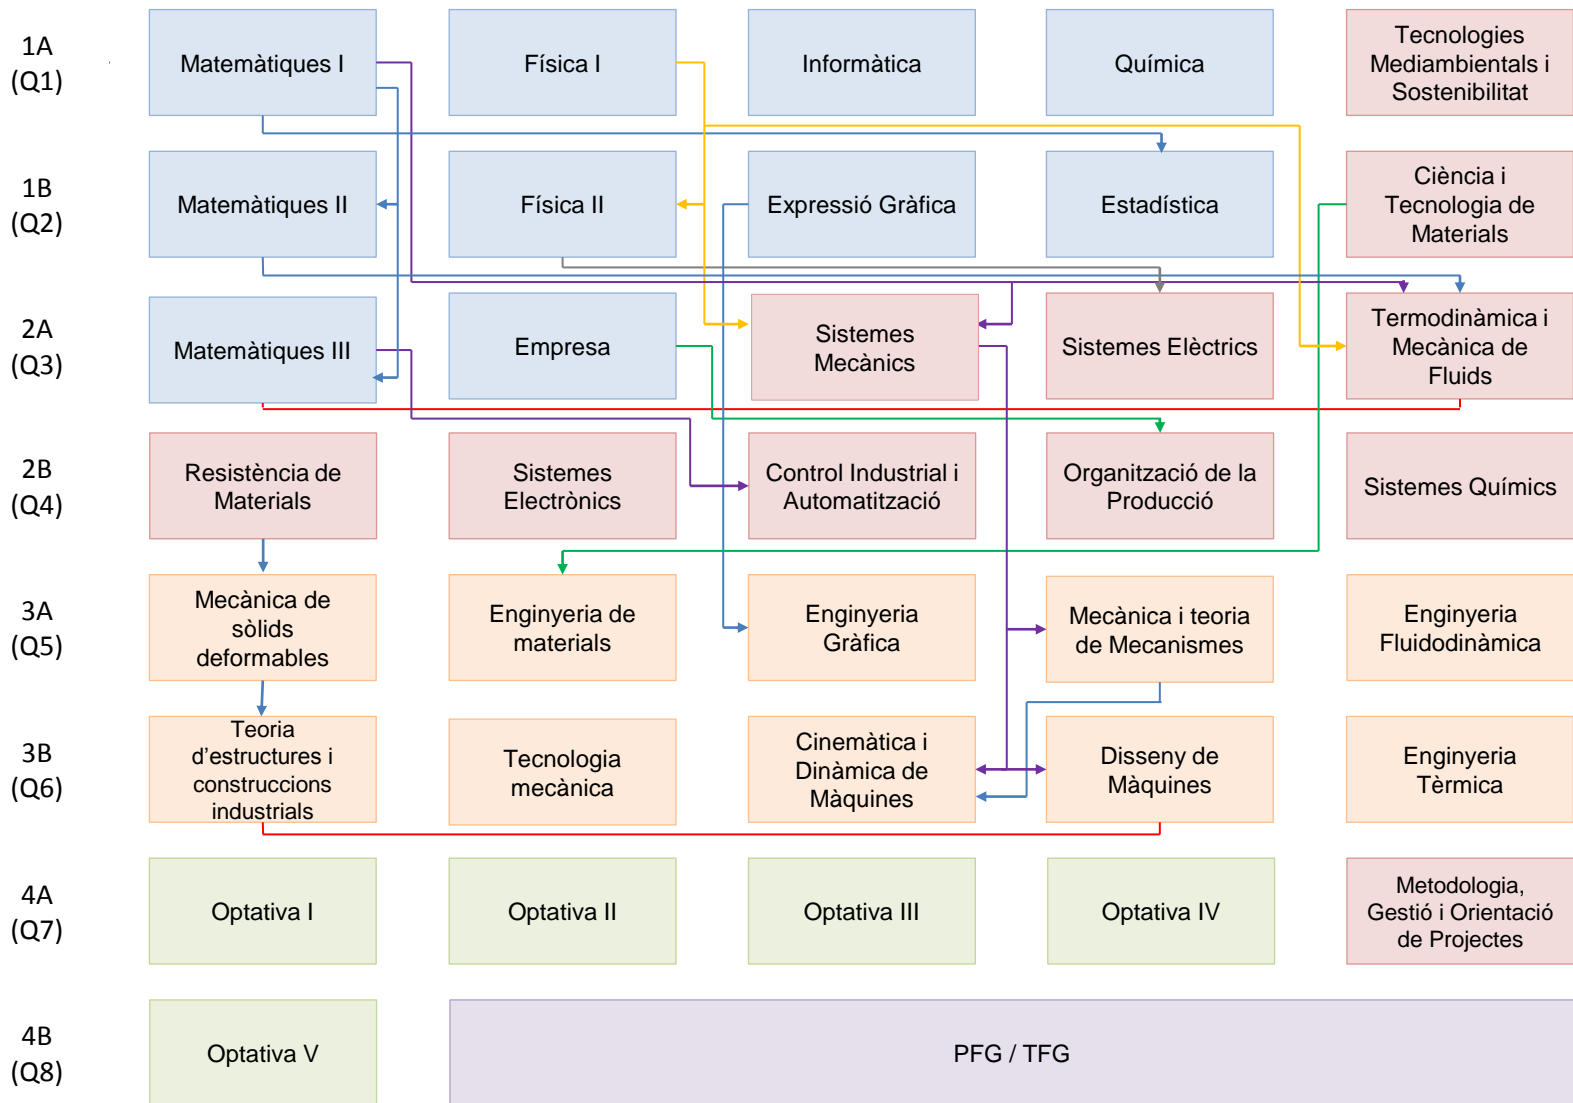 1A
(Q1)
Matemàtiques I
Física I
Informàtica
Química
Tecnologies
Mediambientals i
Sostenibilitat
1B
(Q2)
Matemàtiques II
Física II
Expressió Gràfica
Estadística
Ciència i
Tecnologia de
Materials
2A
(Q3)
Matemàtiques III
Empresa
Sistemes
Mecànics
Sistemes Elèctrics
Termodinàmica i
Mecànica de
Fluids
2B
(Q4)
Resistència de
Materials
Sistemes
Electrònics
Control Industrial i
Automatització
Organització de la
Producció
Sistemes Químics
3A
(Q5)
Mecànica de
sòlids
deformables
Enginyeria de
materials
Enginyeria
Gràfica
Mecànica i teoria
de Mecanismes
Enginyeria
Fluidodinàmica
3B
(Q6)
Teoria
d'estructures i
construccions
industrials
Tecnologia
mecànica
Cinemàtica i
Dinàmica de
Màquines
Disseny de
Màquines
Enginyeria
Tèrmica
4A
(Q7)
Optativa I
Optativa II
Optativa III
Optativa IV
Metodologia,
Gestió i Orientació
de Projectes
4B
(Q8)
Optativa V
PFG / TFG